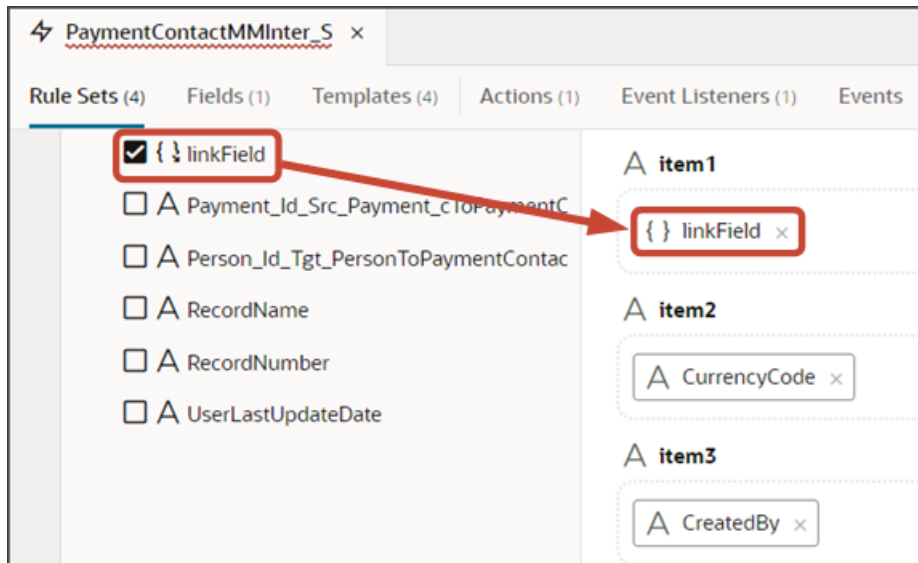 PaymentContactMMInter_S ×
Rule Sets (4) Fields (1) Templates (4) Actions (1) Event Listeners (1) Events
{ } linkField
A Payment_Id_Src_Payment_cToPaymentC
A Person_Id_Tgt_PersonToPaymentContac
A RecordName
A RecordNumber
A UserLastUpdateDate
A item1
{ } linkField ×
A item2
A CurrencyCode ×
A item3
A CreatedBy ×